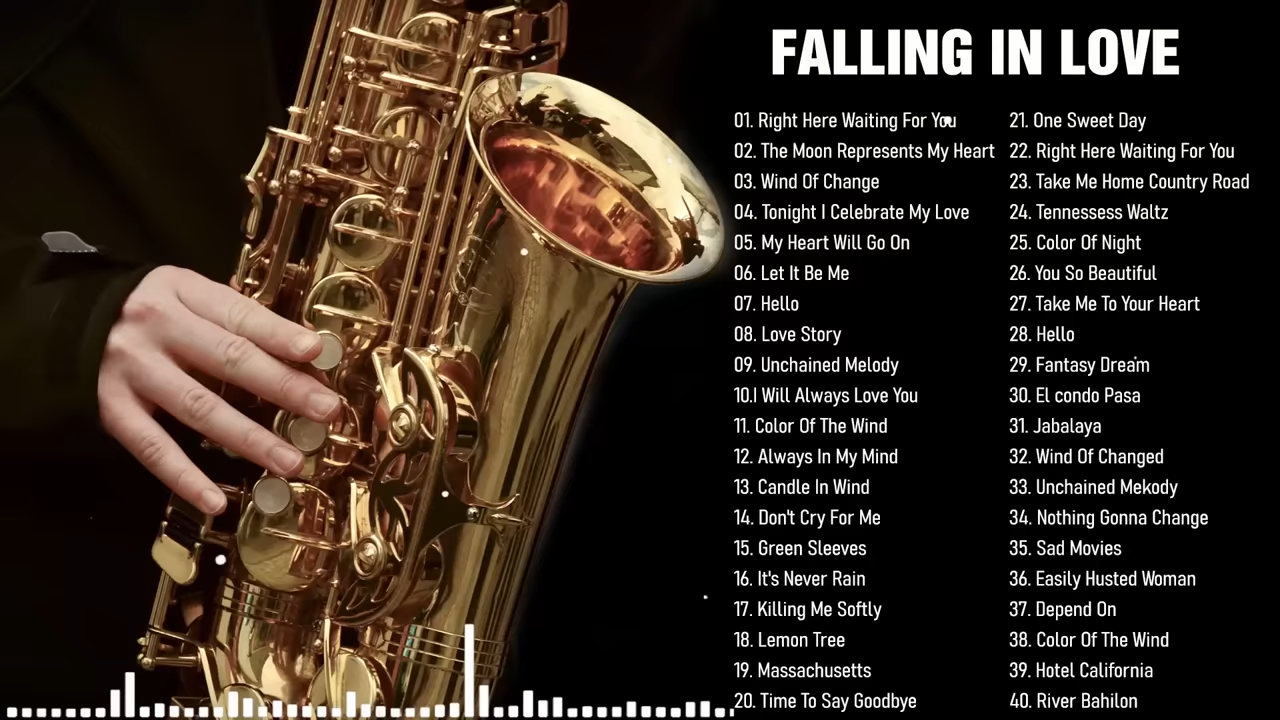 FALLING IN LOVE
01. Right Here Waiting For You
02. The Moon Represents My Heart
03. Wind Of Change
04. Tonight I Celebrate My Love
05. My Heart Will Go On
06. Let It Be Me
07. Hello
08. Love Story
09. Unchained Melody
10.I Will Always Love You
11. Color Of The Wind
12. Always In My Mind
13. Candle In Wind
14. Don't Cry For Me
15. Green Sleeves
16. It's Never Rain
17. Killing Me Softly
18. Lemon Tree
19. Massachusetts
20. Time To Say Goodbye
21. One Sweet Day
22. Right Here Waiting For You
23. Take Me Home Country Road
24. Tennessess Waltz
25. Color Of Night
26. You So Beautiful
27. Take Me To Your Heart
28. Hello
29. Fantasy Dream
30. El condo Pasa
31. Jabalaya
32. Wind Of Changed
33. Unchained Mekody
34. Nothing Gonna Change
35. Sad Movies
36. Easily Husted Woman
37. Depend On
38. Color Of The Wind
39. Hotel California
40. River Bahilon